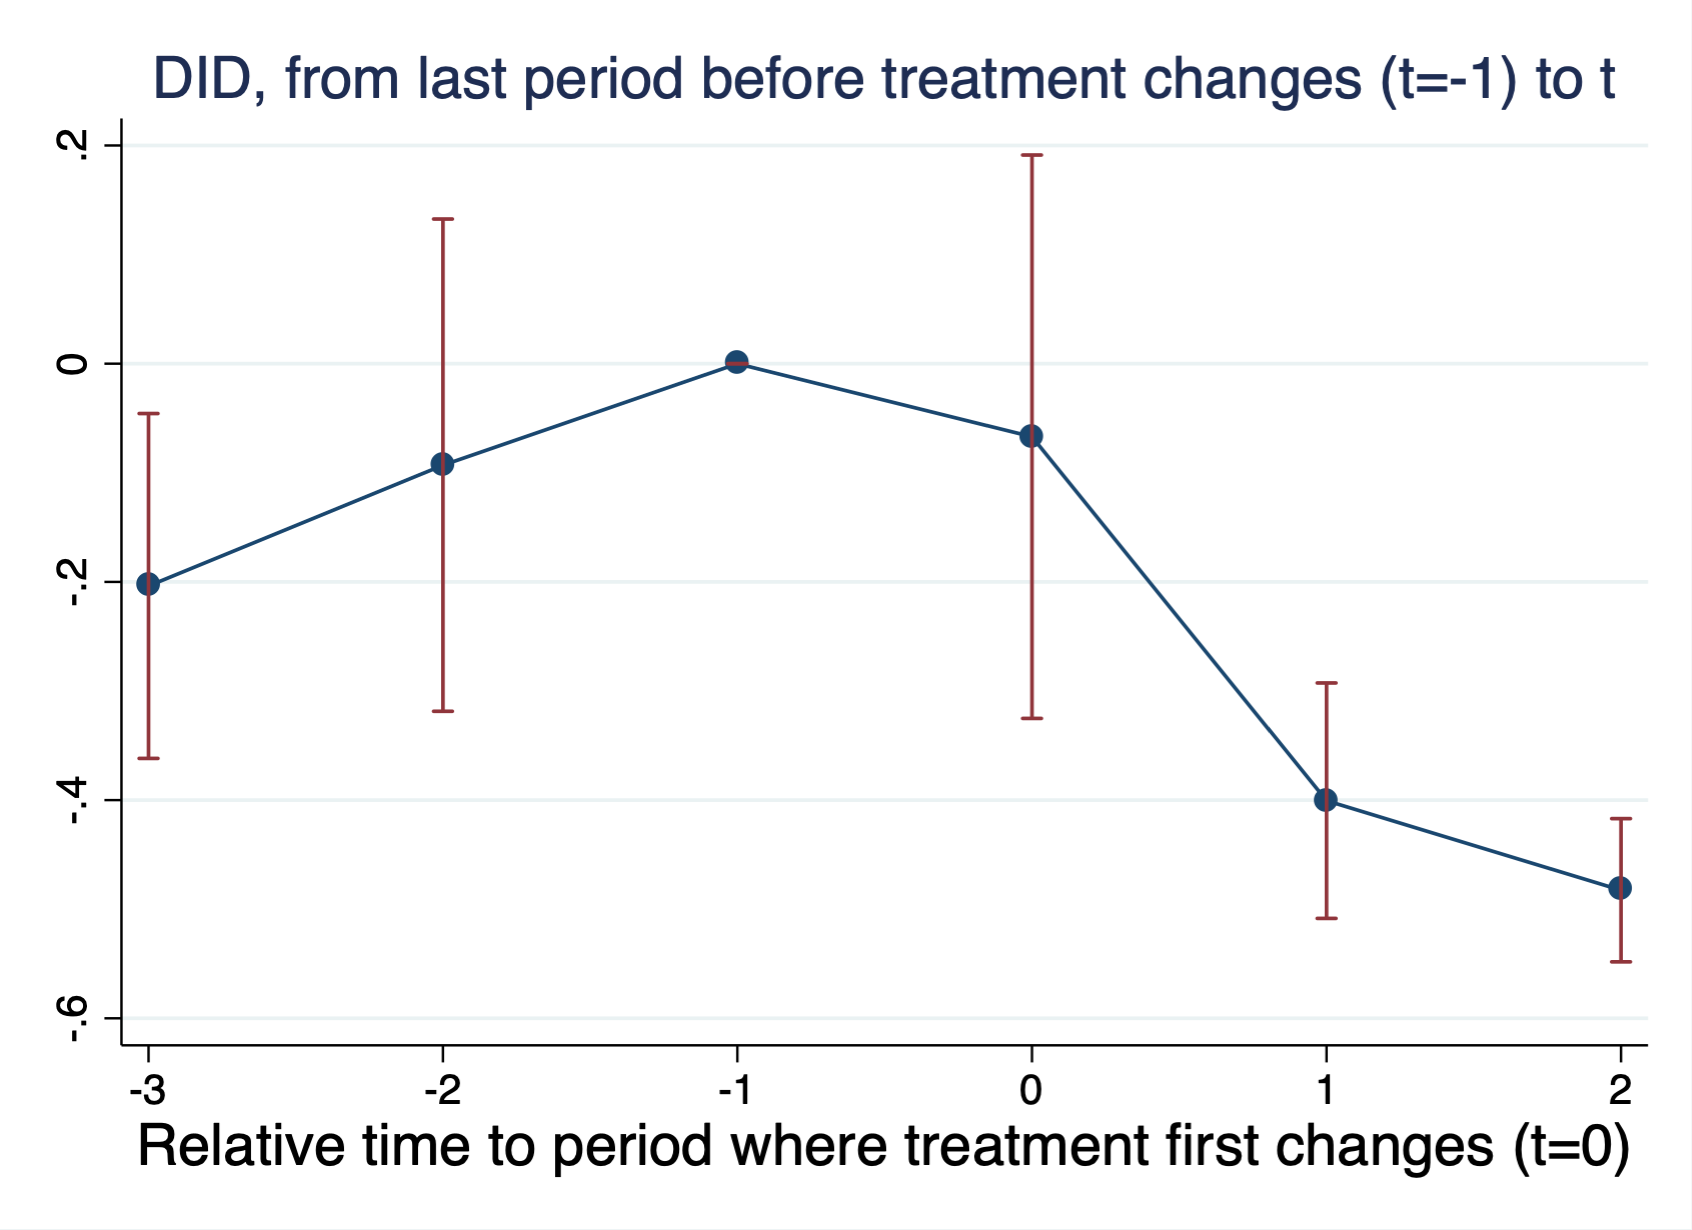 DID, from last period before treatment changes (t=-1) to t
.2
0
-.2
-.4
-.6
-3 -2 -1 0 1 2
Relative time to period where treatment first changes (t=0)